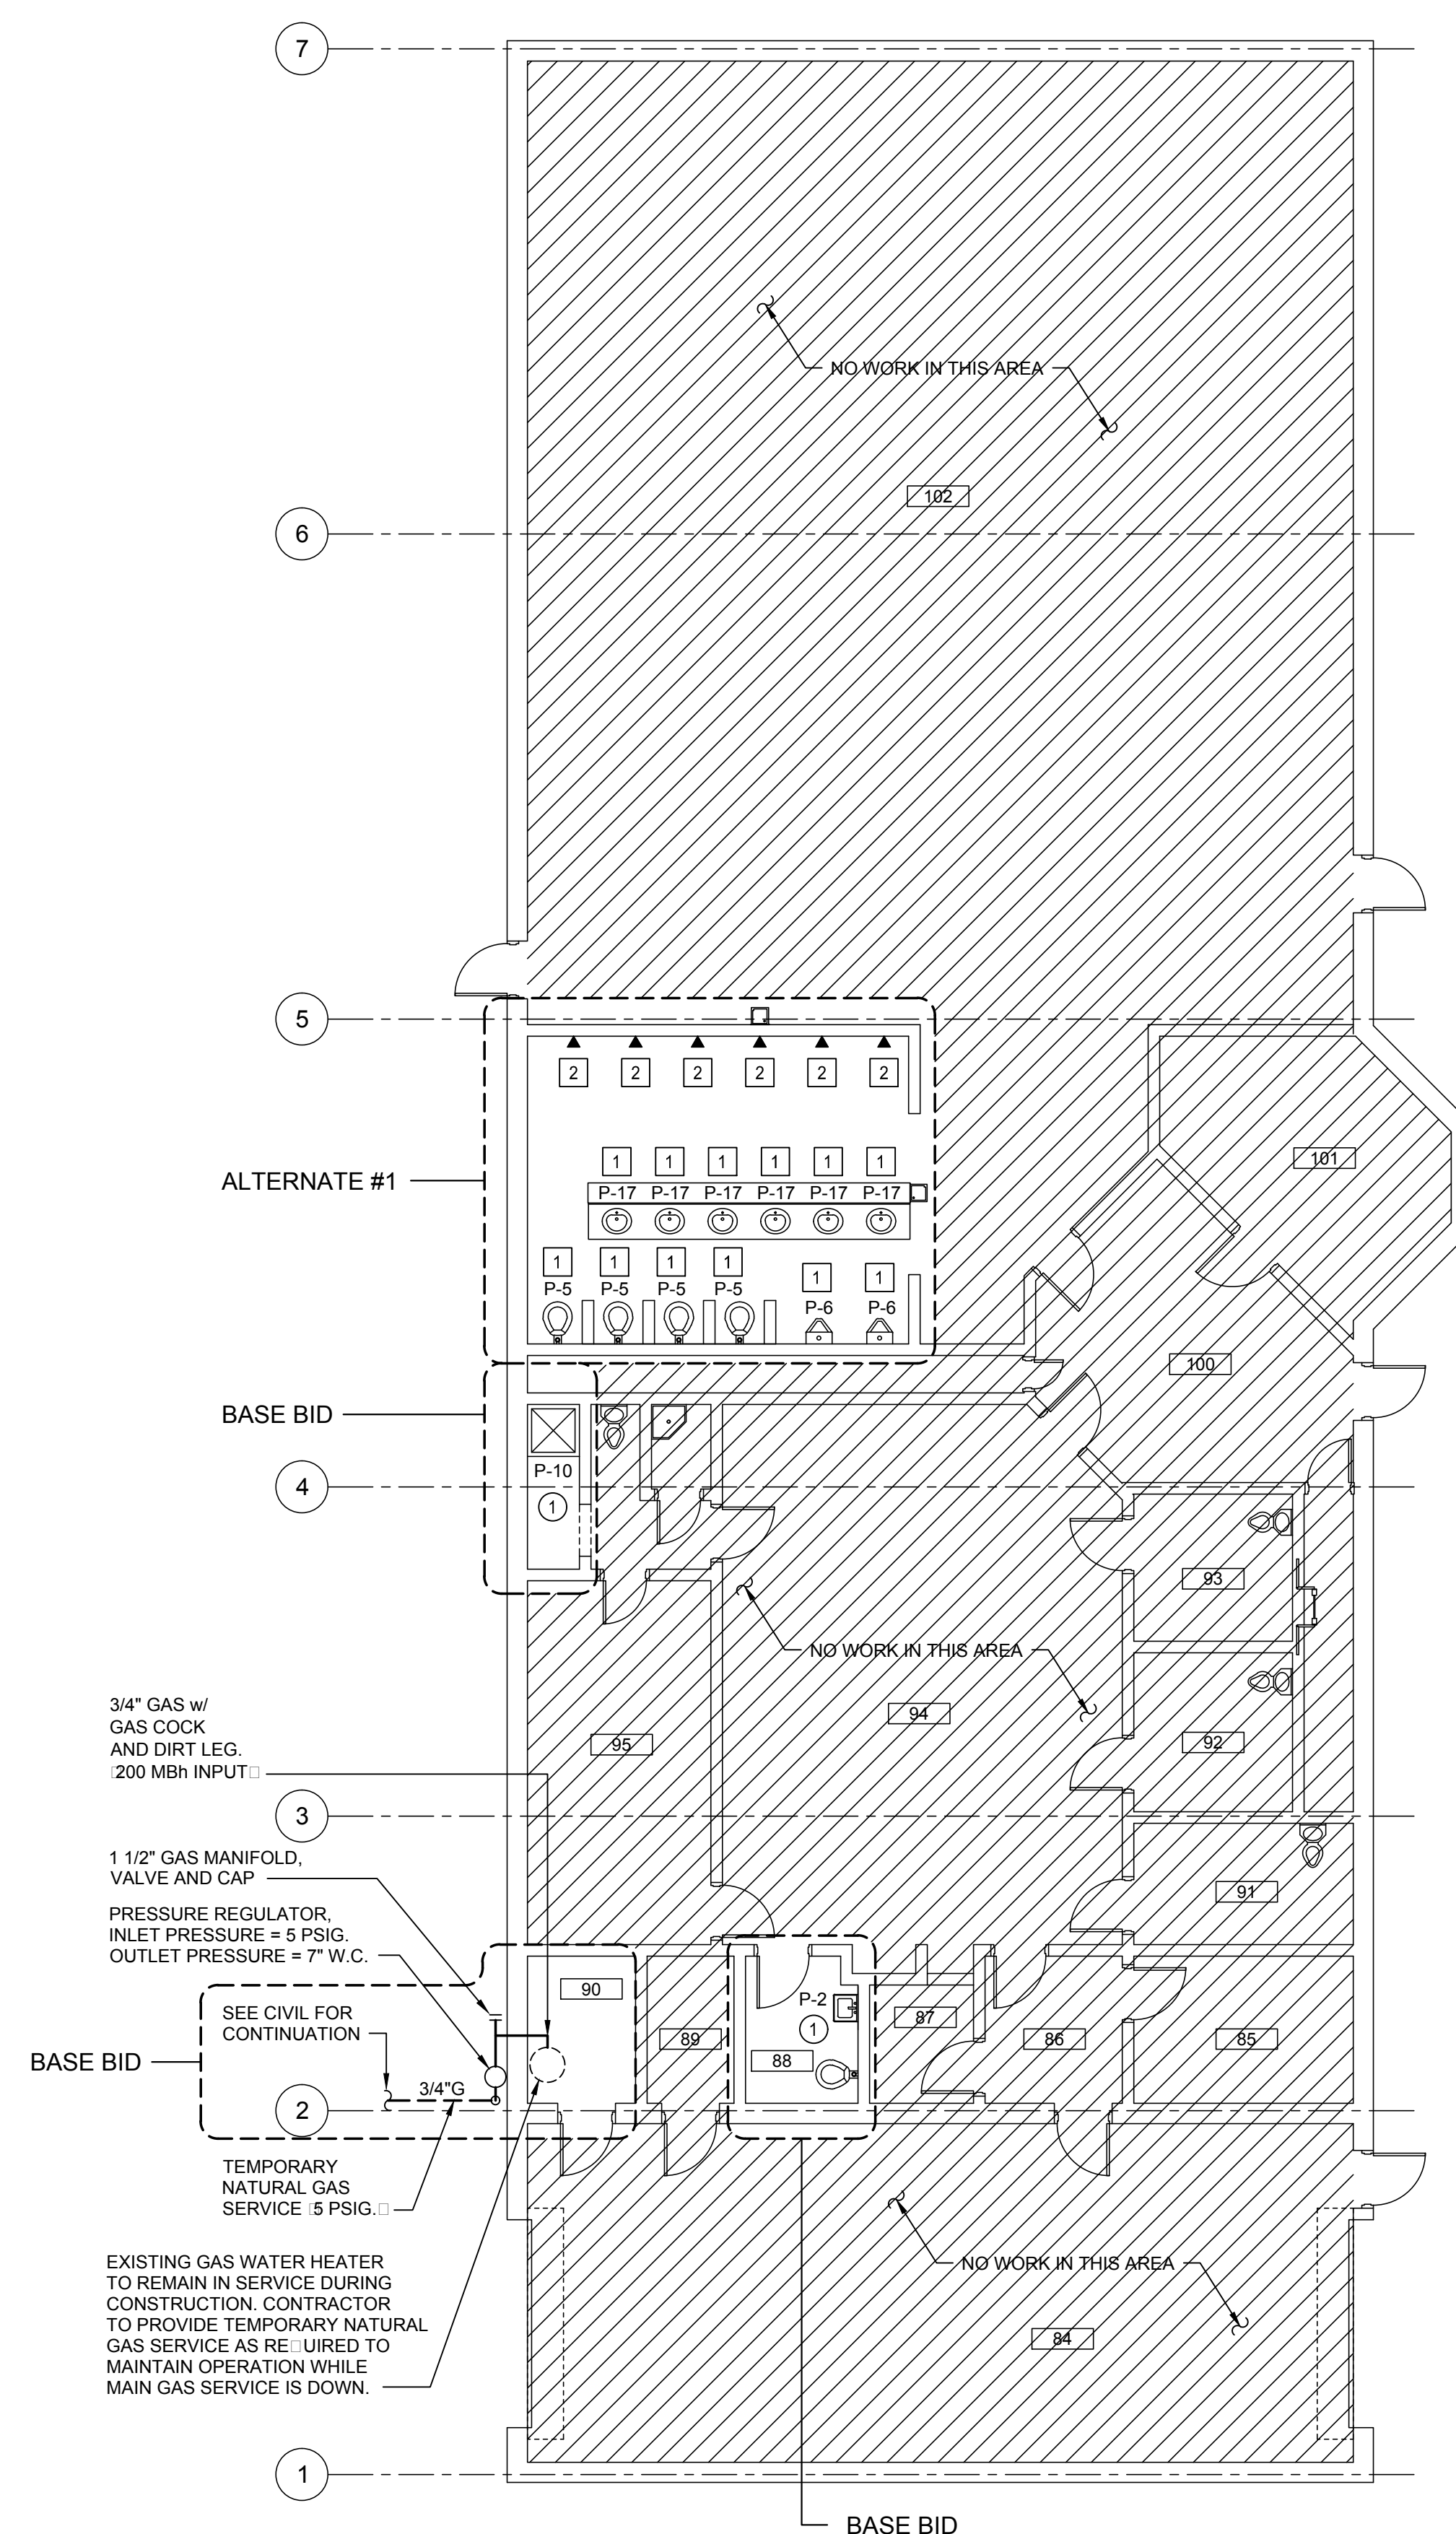 7
NO WORK IN THIS AREA
102
6
5
2 2 2 2 2 2
1 1 1 1 1 1
101
ALTERNATE #1
P-17 P-17 P-17 P-17 P-17 P-17
1 1 1 1 1 1
P-5 P-5 P-5 P-5 P-6 P-6
100
BASE BID
P-10
4
1
93
NO WORK IN THIS AREA
3/4" GAS w/
GAS COCK
AND DIRT LEG.
□200 MBh INPUT□
94
92
95
3
1 1/2" GAS MANIFOLD,
VALVE AND CAP
91
PRESSURE REGULATOR,
INLET PRESSURE = 5 PSIG.
OUTLET PRESSURE = 7" W.C.
90
SEE CIVIL FOR
CONTINUATION
P-2
1
87
89
86
85
BASE BID
88
3/4"G
2
TEMPORARY
NATURAL GAS
SERVICE □5 PSIG.□
EXISTING GAS WATER HEATER
TO REMAIN IN SERVICE DURING
CONSTRUCTION. CONTRACTOR
TO PROVIDE TEMPORARY NATURAL
GAS SERVICE AS RE□UIRED TO
MAINTAIN OPERATION WHILE
MAIN GAS SERVICE IS DOWN.
NO WORK IN THIS AREA
84
1
BASE BID